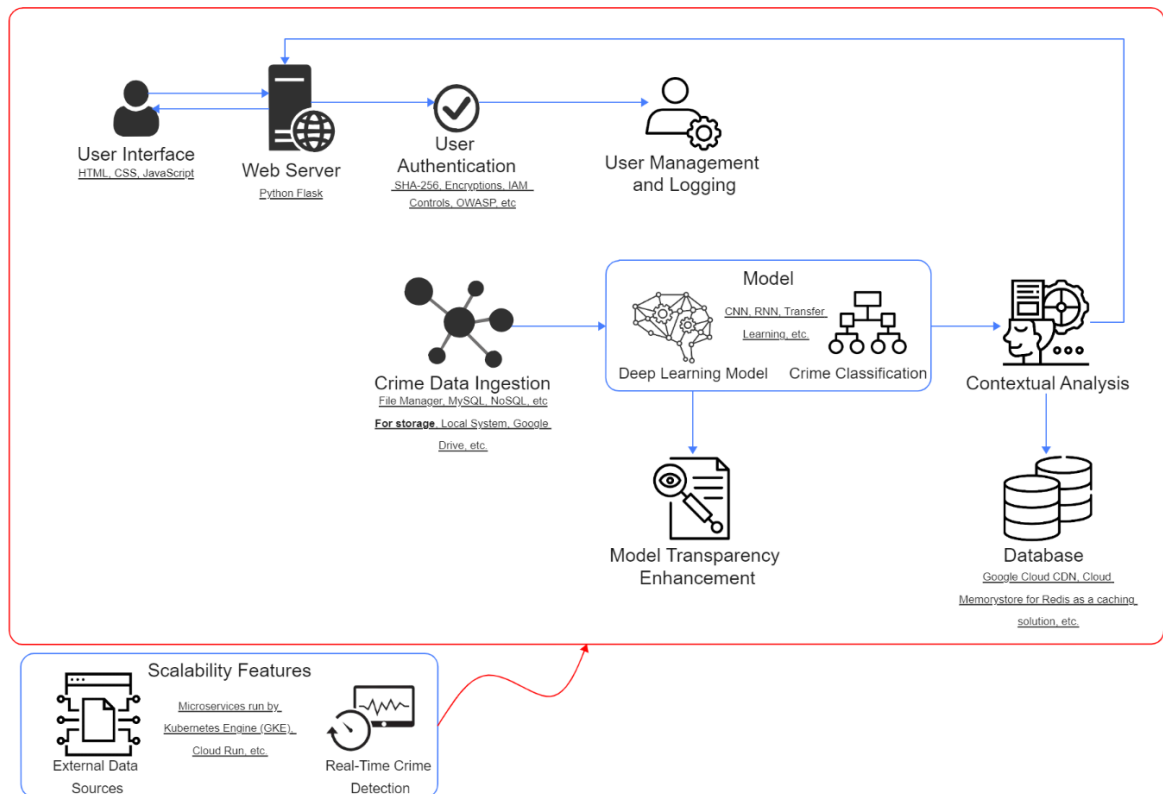 User Interface
HTML, CSS, JavaScript
Web Server
Python Flask
User
Authentication
SHA-256, Encryptions, IAM
Controls, OWASP, etc
User Management
and Logging
Crime Data Ingestion
File Manager, MySQL, NoSQL, etc
For storage, Local System, Google
Drive, etc.
Model
CNN, RNN, Transfer
Learning, etc.
Deep Learning Model
Crime Classification
Contextual Analysis
Model Transparency
Enhancement
Database
Google Cloud CDN, Cloud
Memorystore for Redis as a caching
solution, etc.
Scalability Features
Microservices run by
Kubernetes Engine (GKE),
Cloud Run, etc.
External Data
Sources
Real-Time Crime
Detection